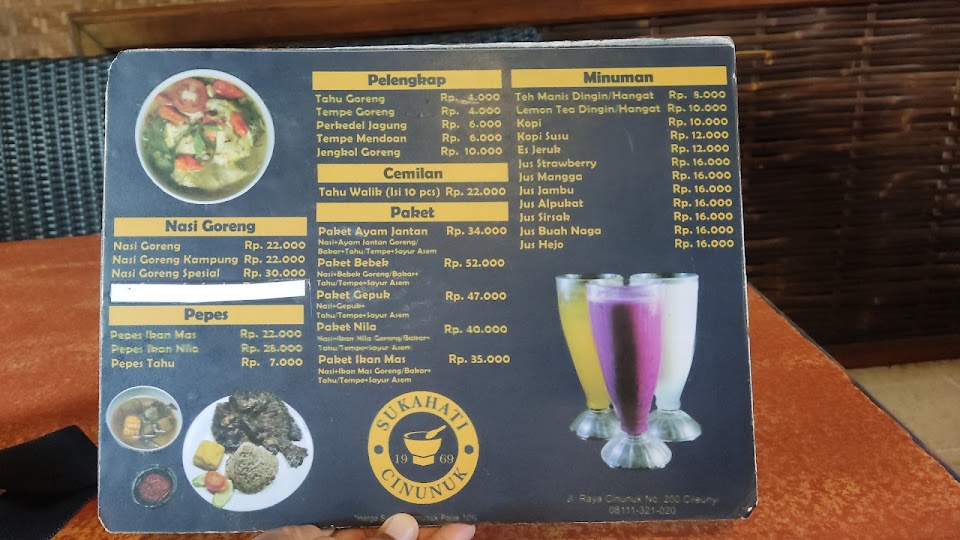 Nasi Goreng
Nasi Goreng Rp. 22.000
Nasi Goreng Kampung Rp. 22.000
Nasi Goreng Spesial Rp. 30.000
Pepes
Pepes Ikan Mas Rp. 22.000
Pepes Ikan Nila Rp. 28.000
Pepes Tahu Rp. 7.000
Pelengkap
Tahu Goreng Rp. 4.000
Tempe Goreng Rp. 4.000
Perkedel Jagung Rp. 6.000
Tempe Mendoan Rp. 6.000
Jengkol Goreng Rp. 10.000
Cemilan
Tahu Walik (Isi 10 pcs) Rp. 22.000
Paket
Paket Ayam Jantan Rp. 34.000
Nasi+Ayam Jantan Goreng/
Bakar+Tahu/Tempe+Sayur Asem
Paket Bebek Rp. 52.000
Nasi+Bebek Goreng/Bakar+
Tahu/Tempe+Sayur Asem
Paket Gepuk Rp. 47.000
Nasi+Gepuk+
Tahu/Tempe+Sayur Asem
Paket Nila Rp. 40.000
Nasi+Ikan Nila Goreng/Bakar+
Tahu/Tempe+Sayur Asem
Paket Ikan Mas Rp. 35.000
Nasi+Ikan Mas Goreng/Bakar+
Tahu/Tempe+Sayur Asem
SUKAHATI
1969
CINUNUK
Minuman
Teh Manis Dingin/Hangat Rp. 8.000
Lemon Tea Dingin/Hangat Rp. 10.000
Kopi Rp. 10.000
Kopi Susu Rp. 12.000
Es Jeruk Rp. 12.000
Jus Strawberry Rp. 16.000
Jus Mangga Rp. 16.000
Jus Jambu Rp. 16.000
Jus Alpukat Rp. 16.000
Jus Sirsak Rp. 16.000
Jus Buah Naga Rp. 16.000
Jus Hejo Rp. 16.000
Jl. Raya Cinunuk No. 200 Cileunyi
08111-321-020